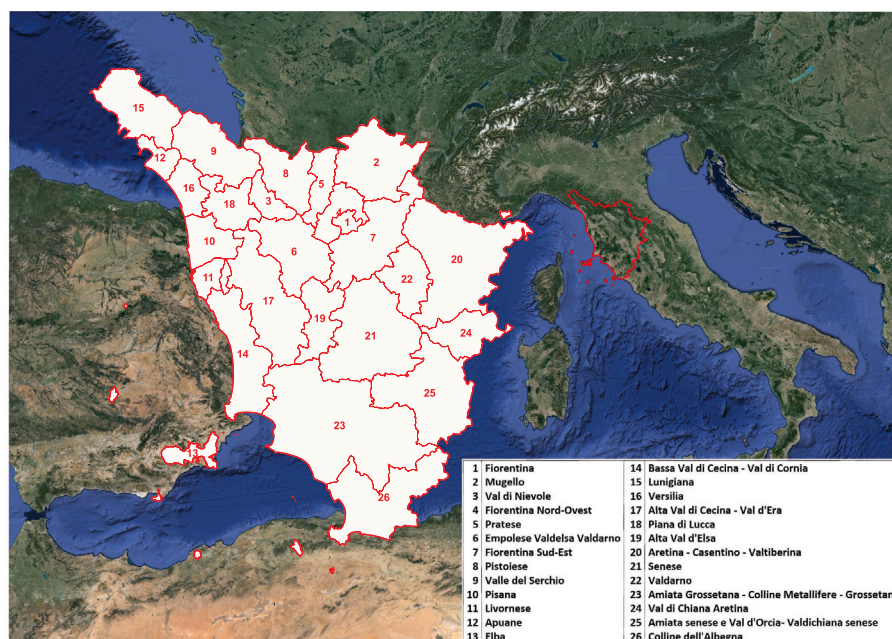 15
9
12
8
2
5
16
3
18
4
1
7
10
6
20
11
22
17
19
24
21
14
25
23
13
26
1 Fiorentina
2 Mugello
3 Val di Nievole
4 Fiorentina Nord-Ovest
5 Pratese
6 Empolese Valdelsa Valdarno
7 Fiorentina Sud-Est
8 Pistoiese
9 Valle del Serchio
10 Pisana
11 Livornese
12 Apuane
13 Elba
14 Bassa Val di Cecina - Val di Cornia
15 Lunigiana
16 Versilia
17 Alta Val di Cecina - Val d'Era
18 Piana di Lucca
19 Alta Val d'Elsa
20 Aretina - Casentino - Valtiberina
21 Senese
22 Valdarno
23 Amiata Grossetana - Colline Metallifere - Grossetan
24 Val di Chiana Aretina
25 Amiata senese e Val d'Orcia- Valdichiana senese
26 Colline dell'Albegna